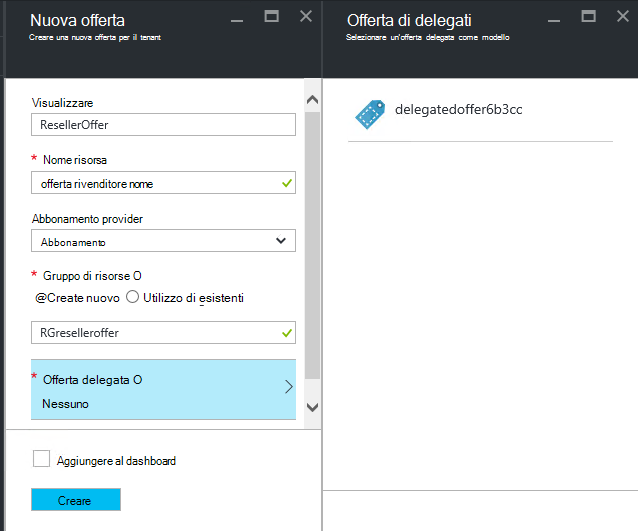 Nuova offerta
Creare una nuova offerta per il tenant
Visualizzare
ResellerOffer
* Nome risorsa
offerta rivenditore nome
Abbonamento provider
Abbonamento
* Gruppo di risorse O
@Create nuovo Utilizzo di esistenti
RGreselleroffer
* Offerta delegata O
Nessuno
Aggiungere al dashboard
Creare
Offerta di delegati
Selezionare un'offerta delegata come modello
delegatedoffer6b3cc